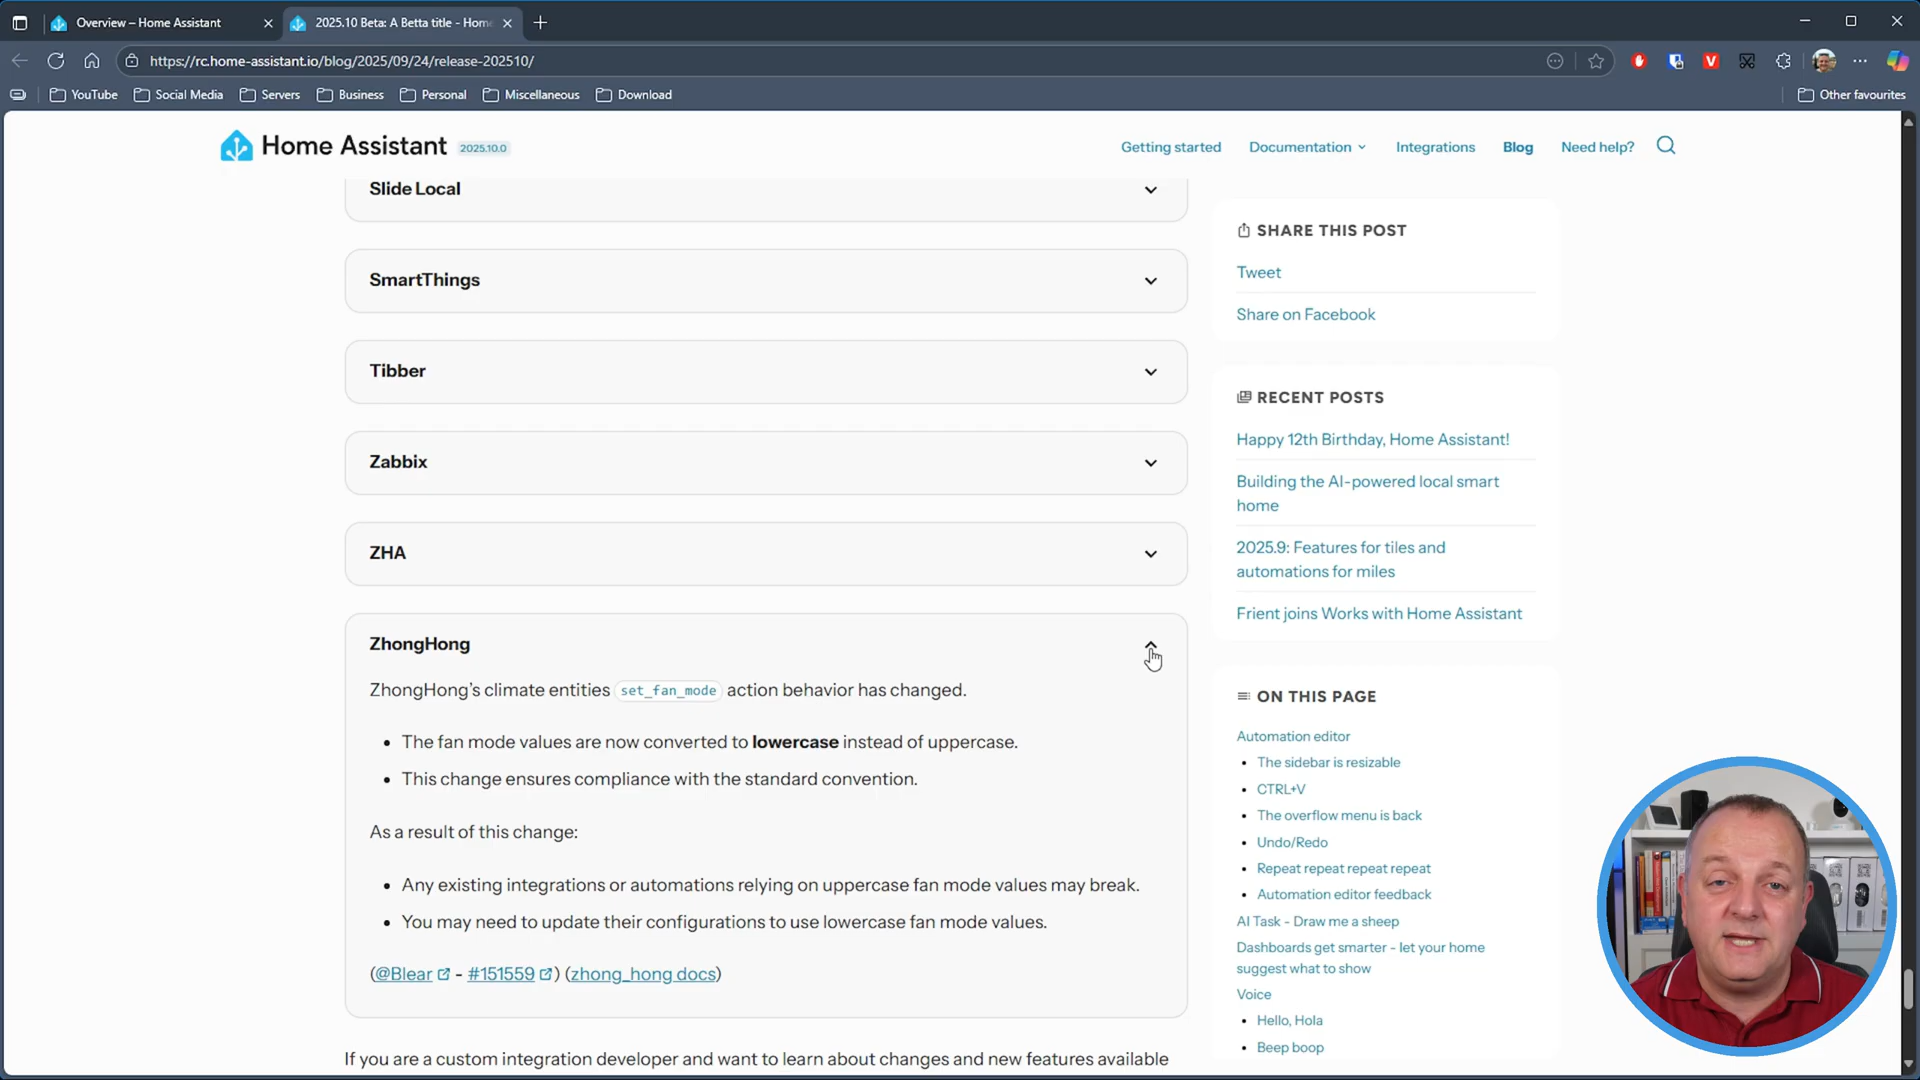 Overview – Home Assistant
2025.10 Beta: A Betta title - Home
https://rc.home-assistant.io/blog/2025/09/24/release-202510/
YouTube
Social Media
Servers
Business
Personal
Miscellaneous
Download
Other favourites
Home Assistant 2025.10.0
Getting started
Documentation
Integrations
Blog
Need help?
Slide Local
SmartThings
Tibber
Zabbix
ZHA
ZhongHong
ZhongHong's climate entities set_fan_mode action behavior has changed.
• The fan mode values are now converted to lowercase instead of uppercase.
• This change ensures compliance with the standard convention.
As a result of this change:
• Any existing integrations or automations relying on uppercase fan mode values may break.
• You may need to update their configurations to use lowercase fan mode values.
(@Blear - #151559) (zhong_hong docs)
If you are a custom integration developer and want to learn about changes and new features available
SHARE THIS POST
Tweet
Share on Facebook
RECENT POSTS
Happy 12th Birthday, Home Assistant!
Building the AI-powered local smart
home
2025.9: Features for tiles and
automations for miles
Frient joins Works with Home Assistant
ON THIS PAGE
Automation editor
• The sidebar is resizable
• CTRL+V
• The overflow menu is back
• Undo/Redo
• Repeat repeat repeat repeat
• Automation editor feedback
AI Task - Draw me a sheep
Dashboards get smarter - let your home
suggest what to show
Voice
• Hello, Hola
• Beep boop